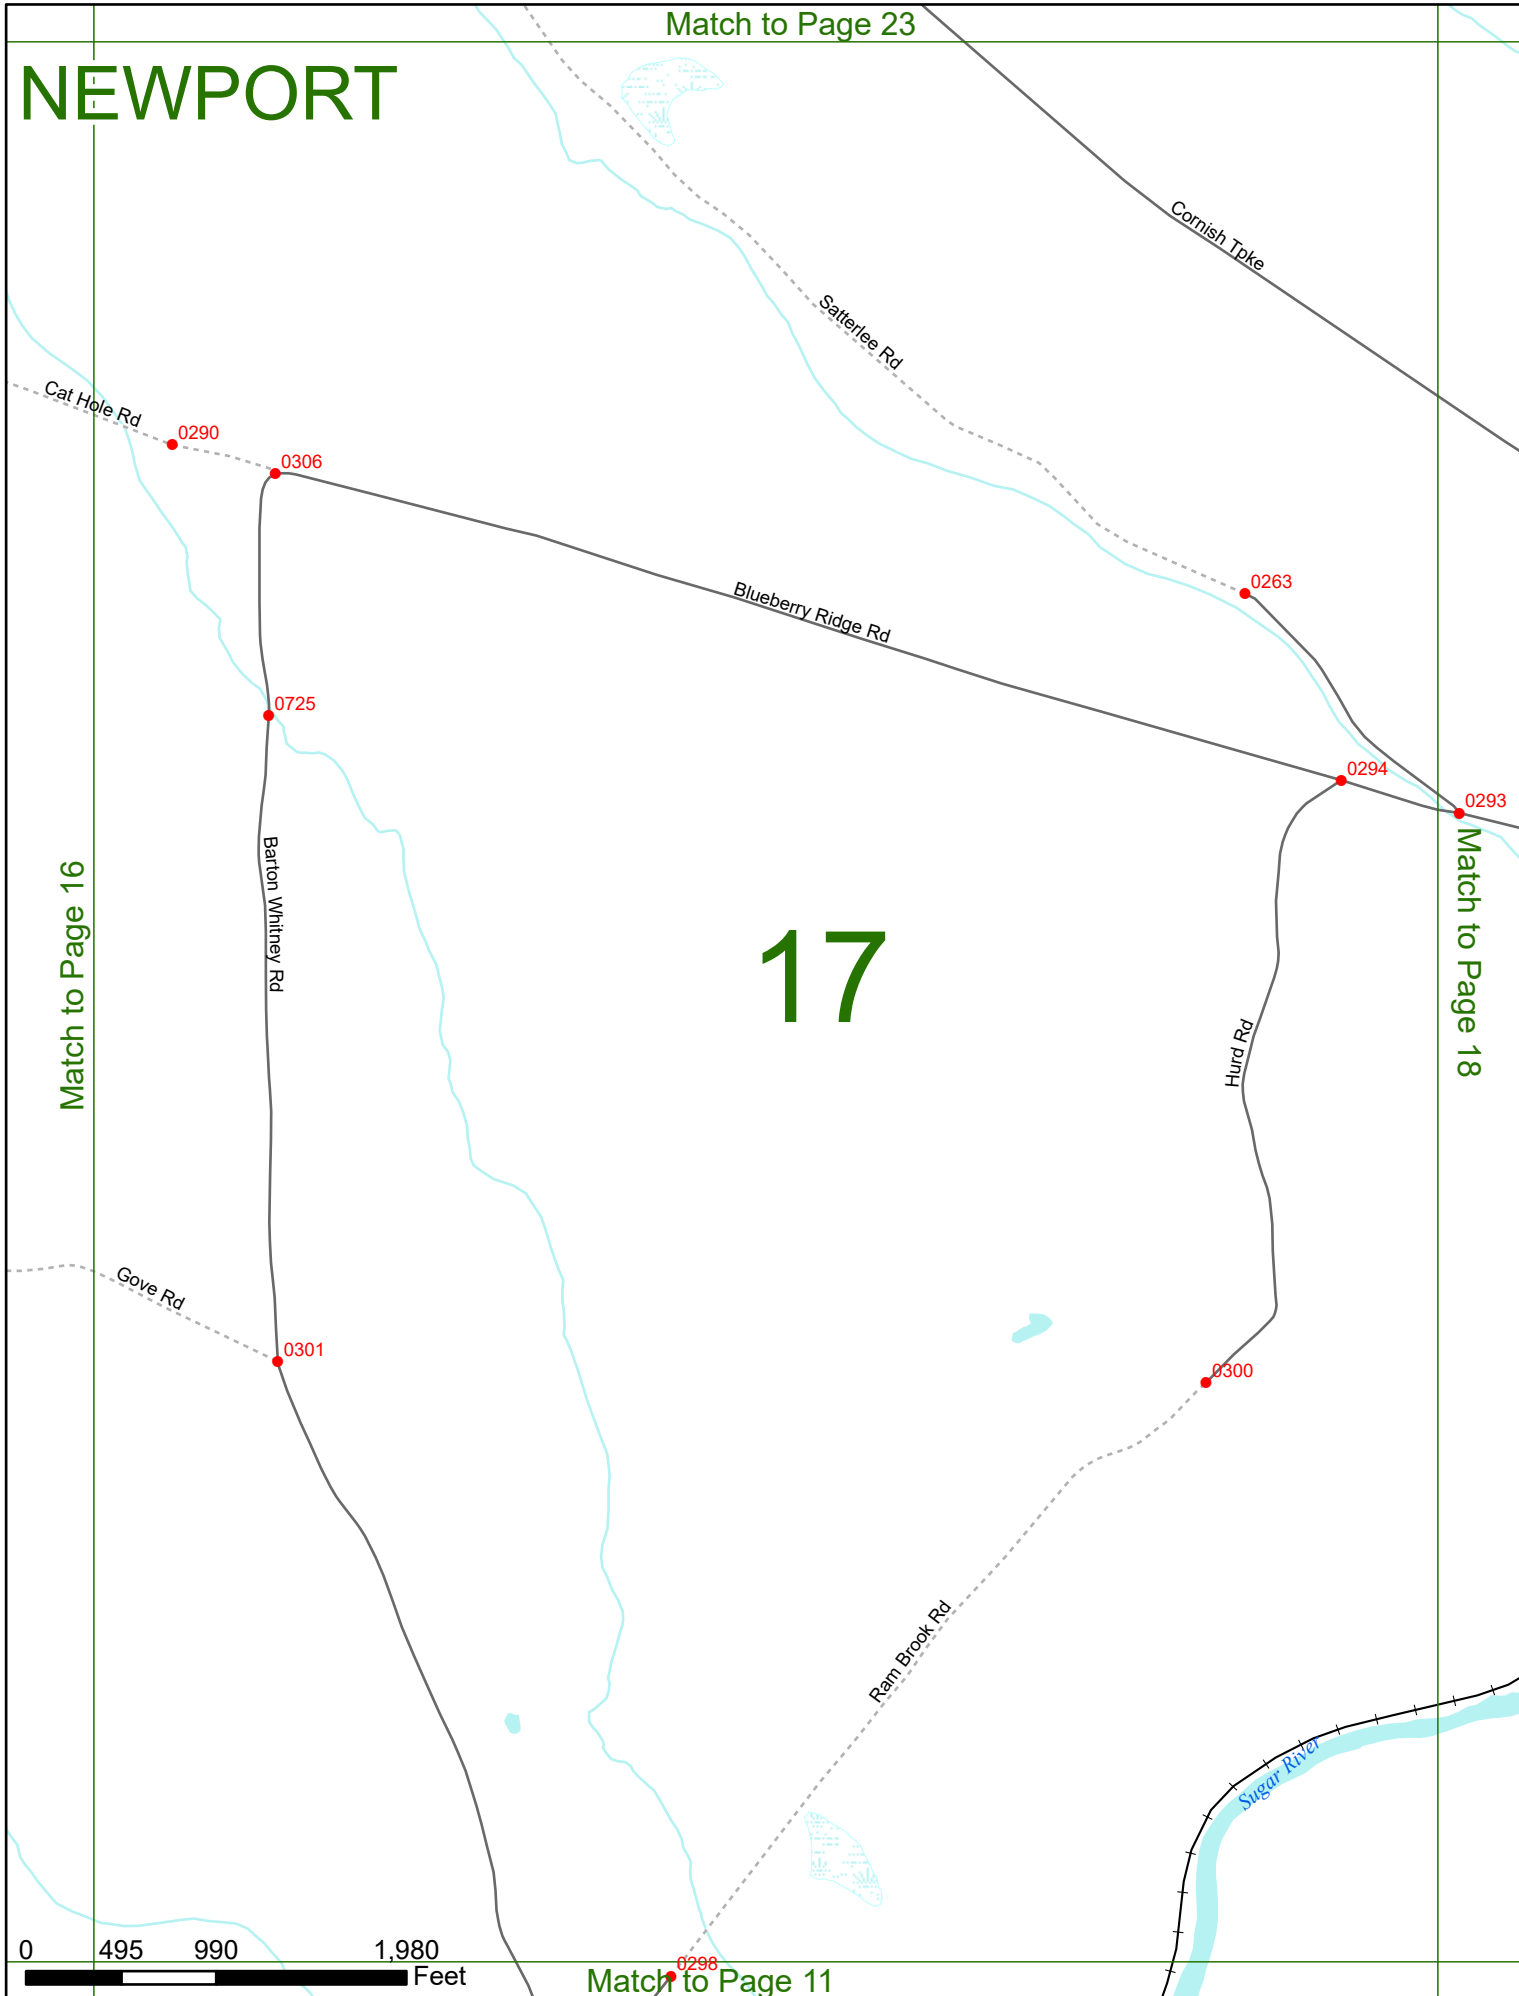 Match to Page 23
NEWPORT
Cornish Tpke
Satterlee Rd
Cat Hole Rd
0290
0306
0263
Blueberry Ridge Rd
0725
0294
0293
Barton Whitney Rd
Match to Page 16
17
Match to Page 18
Hurd Rd
Gove Rd
0301
0300
Ram Brook Rd
Sugar River
0 495 990 1,980
Feet
0298
Match to Page 11